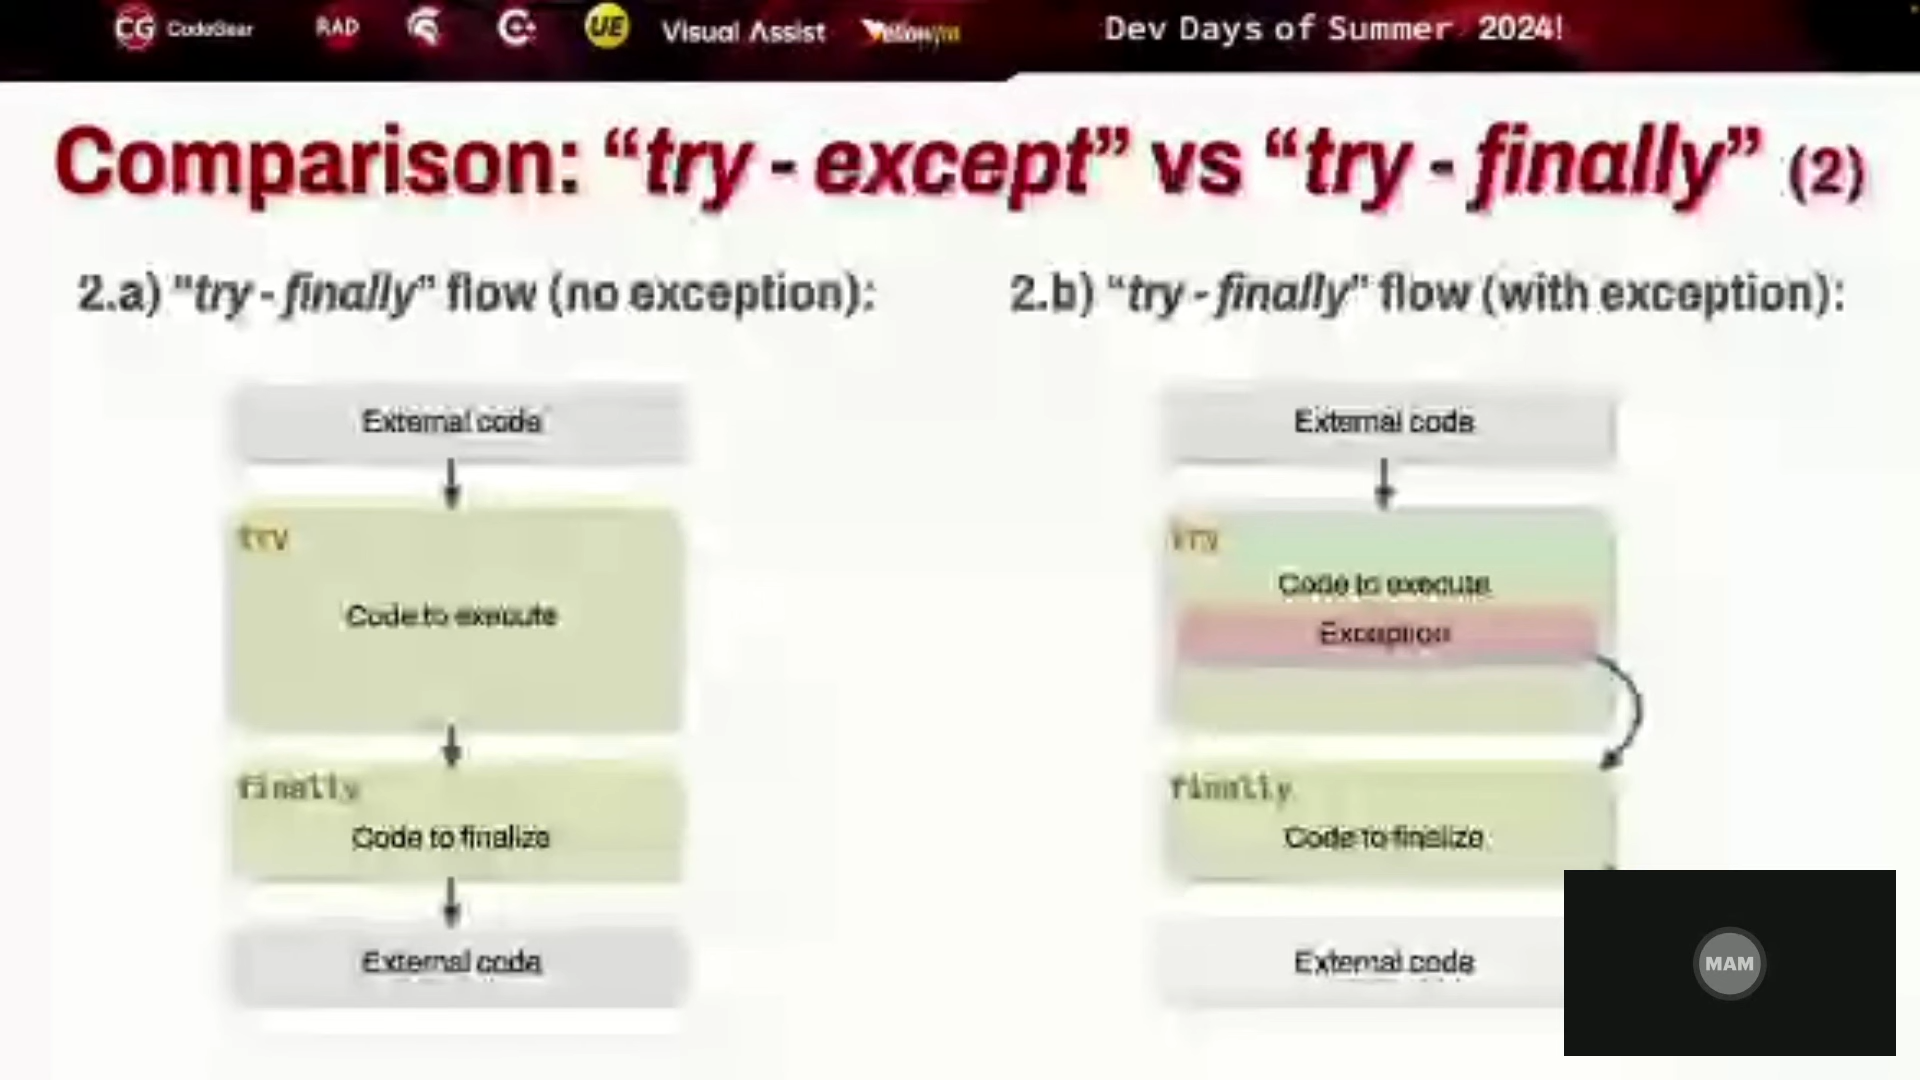 CG CodeGear RAD UE Visual Assist Dev Days of Summer 2024!
Comparison: “try - except” vs “try - finally” (2)
2.a) “try - finally” flow (no exception):
External code
try
Code to execute
finally
Code to finalize
External code
2.b) “try - finally” flow (with exception):
External code
try
Code to execute
Exception
finally
Code to finalize
External code
MAM